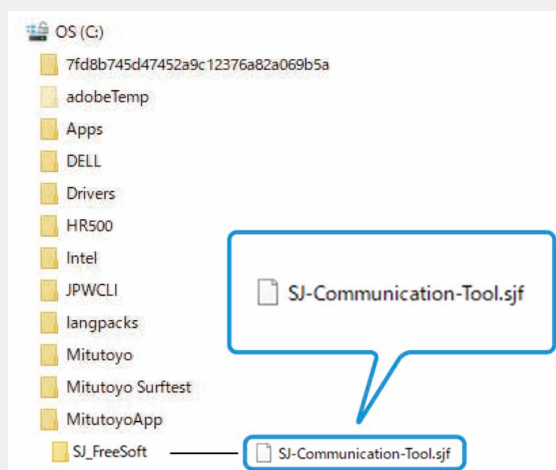 OS (C:)
7fd8b745d47452a9c12376a82a069b5a
adobeTemp
Apps
DELL
Drivers
HR500
Intel
JPWCLI
langpacks
Mitutoyo
Mitutoyo Surftest
MitutoyoApp
SJ_FreeSoft
SJ-Communication-Tool.sjf
SJ-Communication-Tool.sjf